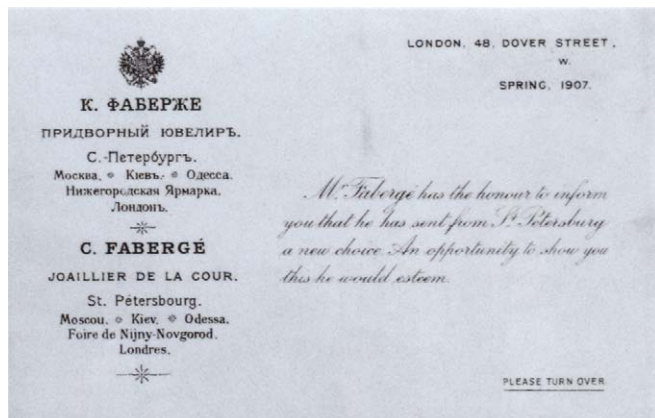 К. ФАБЕРЖЕ
ПРИДВОРНЫЙ ЮВЕЛИРЪ.
С.-Петербургъ.
Москва, Кіевъ, Одесса.
Нижегородская Ярмарка.
Лондонъ.
C. FABERGÉ
JOAILLIER DE LA COUR.
St. Pétersbourg.
Moscou, Kiev, Odessa.
Foire de Nijny-Novgorod.
Londres.
LONDON, 48, DOVER STREET,
W.
SPRING, 1907.
Mr. Fabergé has the honour to inform
you that he has sent from St. Petersburg
a new choice. An opportunity to show you
this he would esteem.
PLEASE TURN OVER